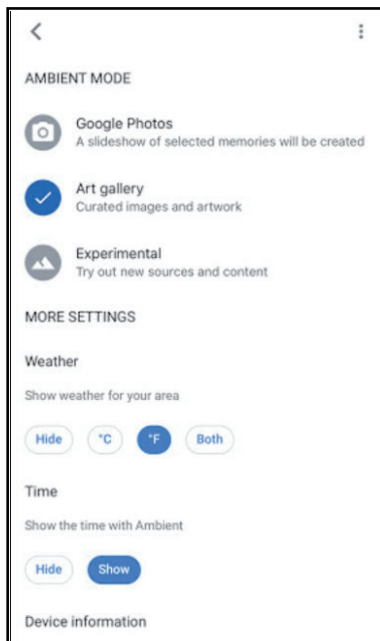 AMBIENT MODE
Google Photos
A slideshow of selected memories will be created
Art gallery
Curated images and artwork
Experimental
Try out new sources and content
MORE SETTINGS
Weather
Show weather for your area
Hide °C °F Both
Time
Show the time with Ambient
Hide Show
Device information